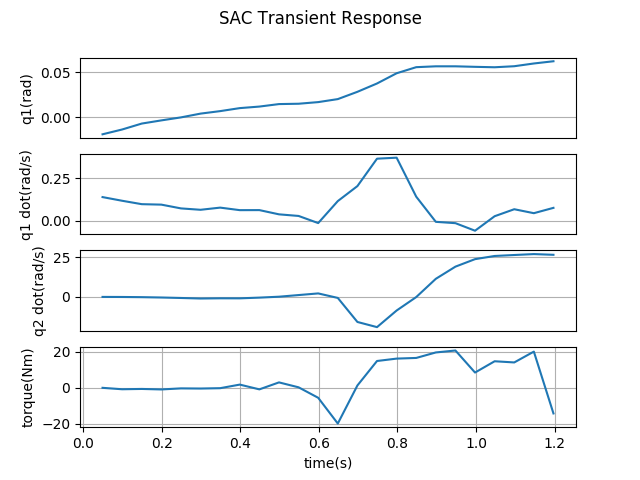 SAC Transient Response
q1(rad)
0.05
0.00
q1 dot(rad/s)
0.25
0.00
q2 dot(rad/s)
25
0
torque(Nm)
20
0
−20
0.0 0.2 0.4 0.6 0.8 1.0 1.2
time(s)